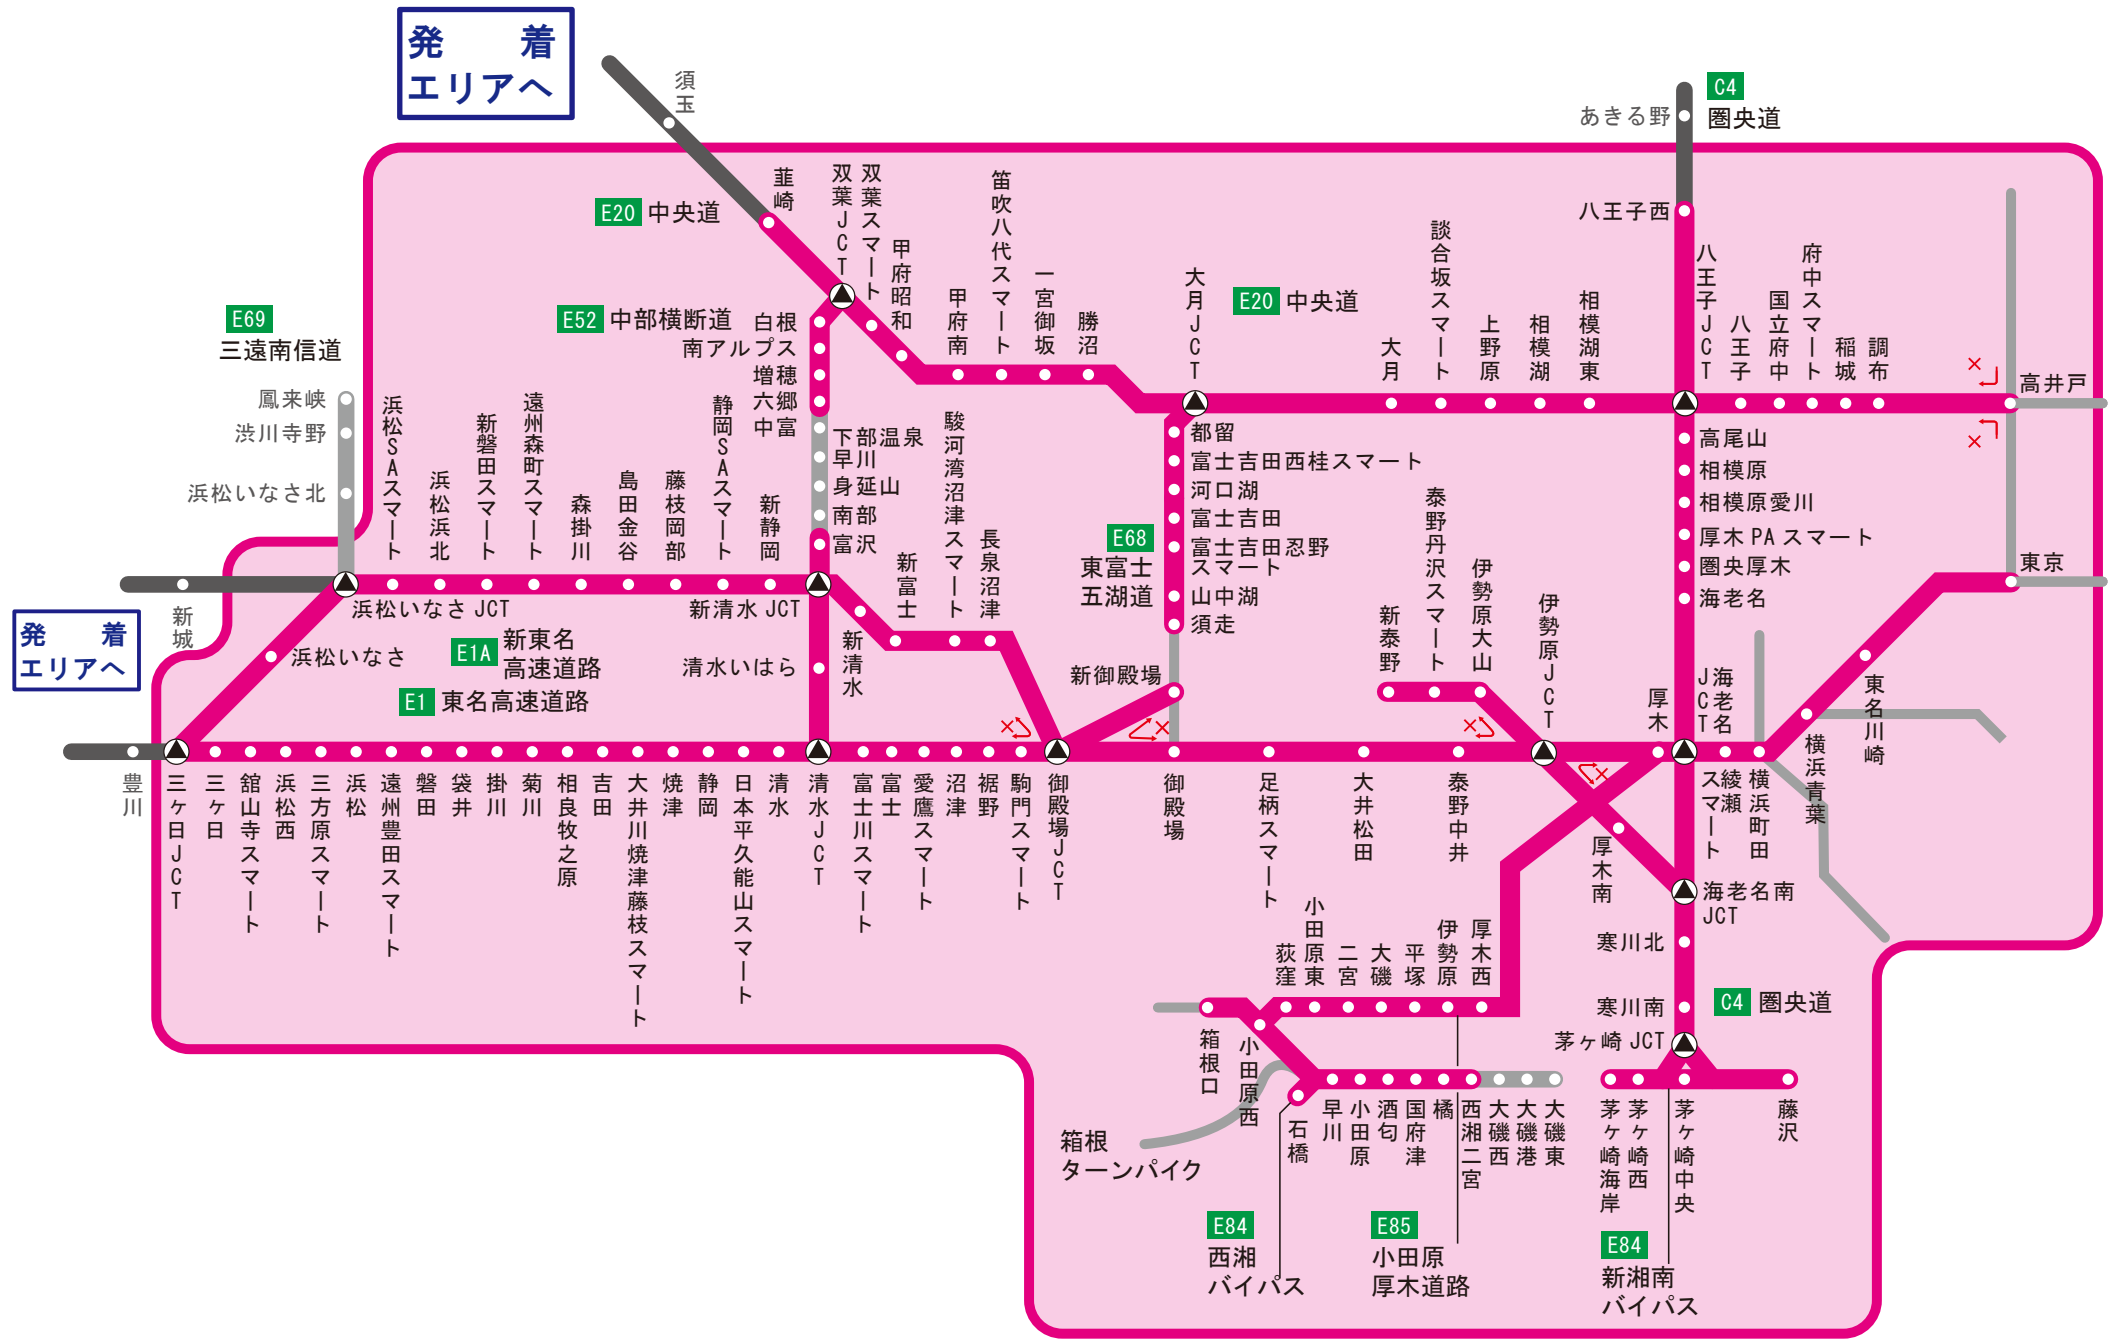 発　着
エリアへ
須玉
あきる野
C4
圏央道
韮崎
双葉JCT
双葉スマート
甲府昭和
甲府南
笛吹八代スマート
一宮御坂
勝沼
大月JCT
E20 中央道
E20 中央道
大月
談合坂スマート
上野原
相模湖
相模湖東
八王子西
八王子JCT
八王子
国立府中
府中スマート
稲城
調布
高井戸
E69
三遠南信道
鳳来峡
渋川寺野
浜松いなさ北
E52 中部横断道
白根
南アルプス
増穂
六郷
中富
下部温泉
早川
身延山
南部
富沢
浜松SAスマート
浜松浜北
新磐田スマート
遠州森町スマート
森掛川
島田金谷
藤枝岡部
静岡SAスマート
新静岡
新富士
駿河湾沼津スマート
長泉沼津
都留
富士吉田西桂スマート
河口湖
富士吉田
富士吉田忍野
スマート
山中湖
須走
E68
東富士
五湖道
高尾山
相模原
相模原愛川
厚木PAスマート
圏央厚木
海老名
東京
新城
発　着
エリアへ
浜松いなさJCT
浜松いなさ
E1A 新東名
高速道路
E1 東名高速道路
新清水JCT
清水いはら
新清水
新御殿場
新秦野
秦野丹沢スマート
伊勢原大山
伊勢原JCT
厚木
海老名
JCT
東名川崎
横浜青葉
豊川
三ヶ日JCT
三ヶ日
舘山寺スマート
浜松西
三方原スマート
浜松
遠州豊田スマート
磐田
袋井
掛川
菊川
相良牧之原
吉田
大井川焼津藤枝スマート
焼津
静岡
日本平久能山スマート
清水
清水JCT
富士川スマート
富士
愛鷹スマート
沼津
裾野
駒門スマート
御殿場JCT
御殿場
足柄スマート
大井松田
秦野中井
厚木南
綾瀬
スマート
横浜町田
海老名南
JCT
寒川北
寒川南
C4 圏央道
茅ヶ崎JCT
荻窪
小田原東
二宮
大磯
平塚
伊勢原
厚木西
箱根口
小田原西
箱根
ターンパイク
石橋
早川
小田原
酒匂
国府津
橘
西湘二宮
大磯西
大磯港
大磯東
茅ヶ崎海岸
茅ヶ崎西
茅ヶ崎中央
藤沢
E84
西湘
バイパス
E85
小田原
厚木道路
E84
新湘南
バイパス